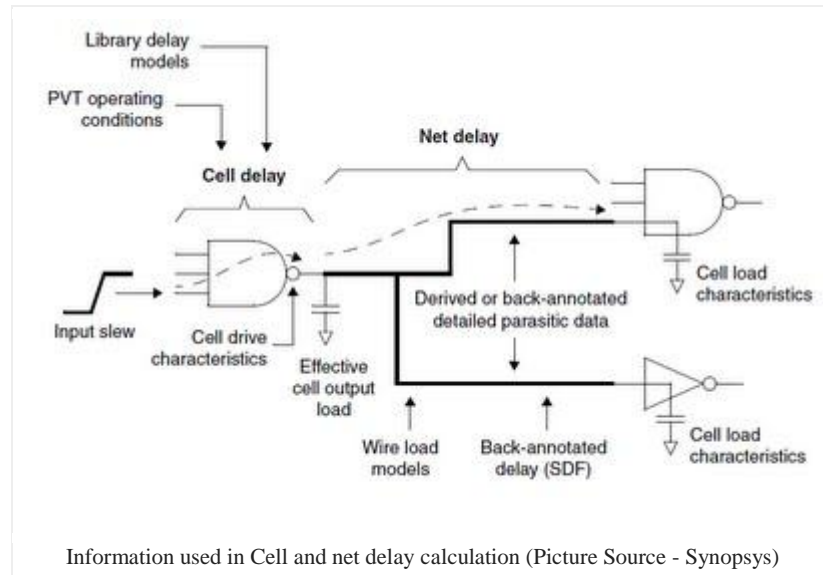 Library delay
models
PVT operating
conditions
Net delay
Cell delay
Input slew
Cell drive
characteristics
Effective
cell output
load
Derived or back-annotated
detailed parasitic data
Cell load
characteristics
Wire load
models
Back-annotated
delay (SDF)
Cell load
characteristics
Information used in Cell and net delay calculation (Picture Source - Synopsys)